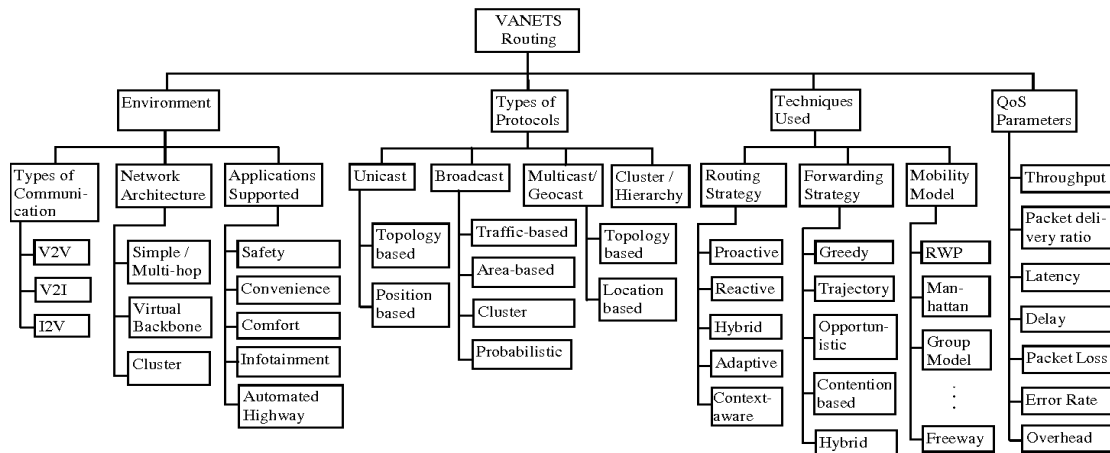 VANETS
Routing
Environment
Types of
Protocols
Techniques
Used
QoS
Parameters
Types of
Communi-
cation
Network
Architecture
Applications
Supported
Unicast
Broadcast
Multicast/
Geocast
Cluster /
Hierarchy
Routing
Strategy
Forwarding
Strategy
Mobility
Model
V2V
V2I
I2V
Simple /
Multi-hop
Virtual
Backbone
Cluster
Safety
Convenience
Comfort
Infotainment
Automated
Highway
Topology
based
Position
based
Traffic-based
Area-based
Cluster
Probabilistic
Topology
based
Location
based
Proactive
Reactive
Hybrid
Adaptive
Context-
aware
Greedy
Trajectory
Opportun-
istic
Contention
based
Hybrid
RWP
Man-
hattan
Group
Model
.
.
.
Freeway
Throughput
Packet deli-
very ratio
Latency
Delay
Packet Loss
Error Rate
Overhead